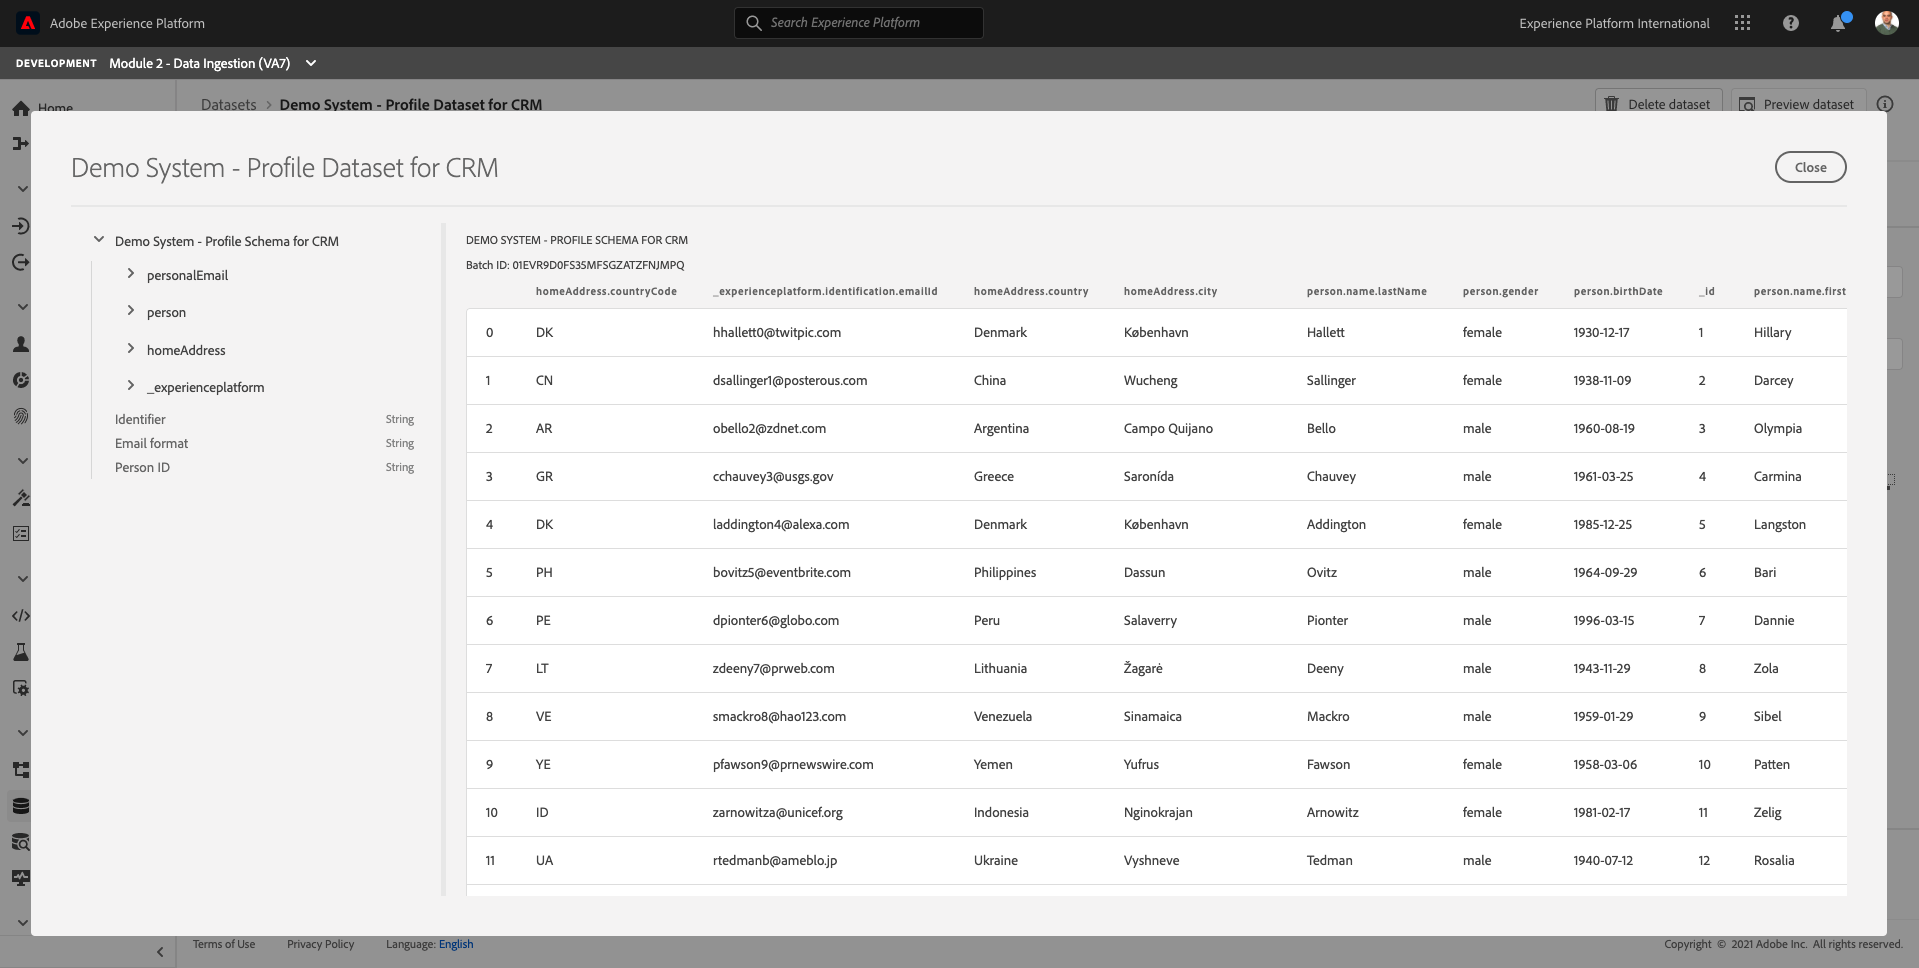 Adobe Experience Platform
Search Experience Platform
Experience Platform International
DEVELOPMENT Module 2 - Data Ingestion (VA7)
Home
Datasets > Demo System - Profile Dataset for CRM
Delete dataset
Preview dataset
Demo System - Profile Dataset for CRM
Close
Demo System - Profile Schema for CRM
personalEmail
person
homeAddress
_experienceplatform
Identifier String
Email format String
Person ID String
DEMO SYSTEM - PROFILE SCHEMA FOR CRM
Batch ID: 01EVR9D0FS35MFSGZATZFNJMPQ
homeAddress.countryCode _experienceplatform.identification.emailId homeAddress.country homeAddress.city person.name.lastName person.gender person.birthDate _id person.name.first
0 DK hhallett0@twitpic.com Denmark København Hallett female 1930-12-17 1 Hillary
1 CN dsallinger1@posterous.com China Wucheng Sallinger female 1938-11-09 2 Darcey
2 AR obello2@zdnet.com Argentina Campo Quijano Bello male 1960-08-19 3 Olympia
3 GR cchauvey3@usgs.gov Greece Saronída Chauvey male 1961-03-25 4 Carmina
4 DK laddington4@alexa.com Denmark København Addington female 1985-12-25 5 Langston
5 PH bovitz5@eventbrite.com Philippines Dassun Ovitz male 1964-09-29 6 Bari
6 PE dpionter6@globo.com Peru Salaverry Pionter male 1996-03-15 7 Dannie
7 LT zdeeny7@prweb.com Lithuania Žagarė Deeny male 1943-11-29 8 Zola
8 VE smackro8@hao123.com Venezuela Sinamaica Mackro male 1959-01-29 9 Sibel
9 YE pfawson9@prnewswire.com Yemen Yufrus Fawson female 1958-03-06 10 Patten
10 ID zarnowitza@unicef.org Indonesia Nginokrajan Arnowitz female 1981-02-17 11 Zelig
11 UA rtedmanb@ameblo.jp Ukraine Vyshneve Tedman male 1940-07-12 12 Rosalia
Terms of Use Privacy Policy Language: English
Copyright © 2021 Adobe Inc. All rights reserved.